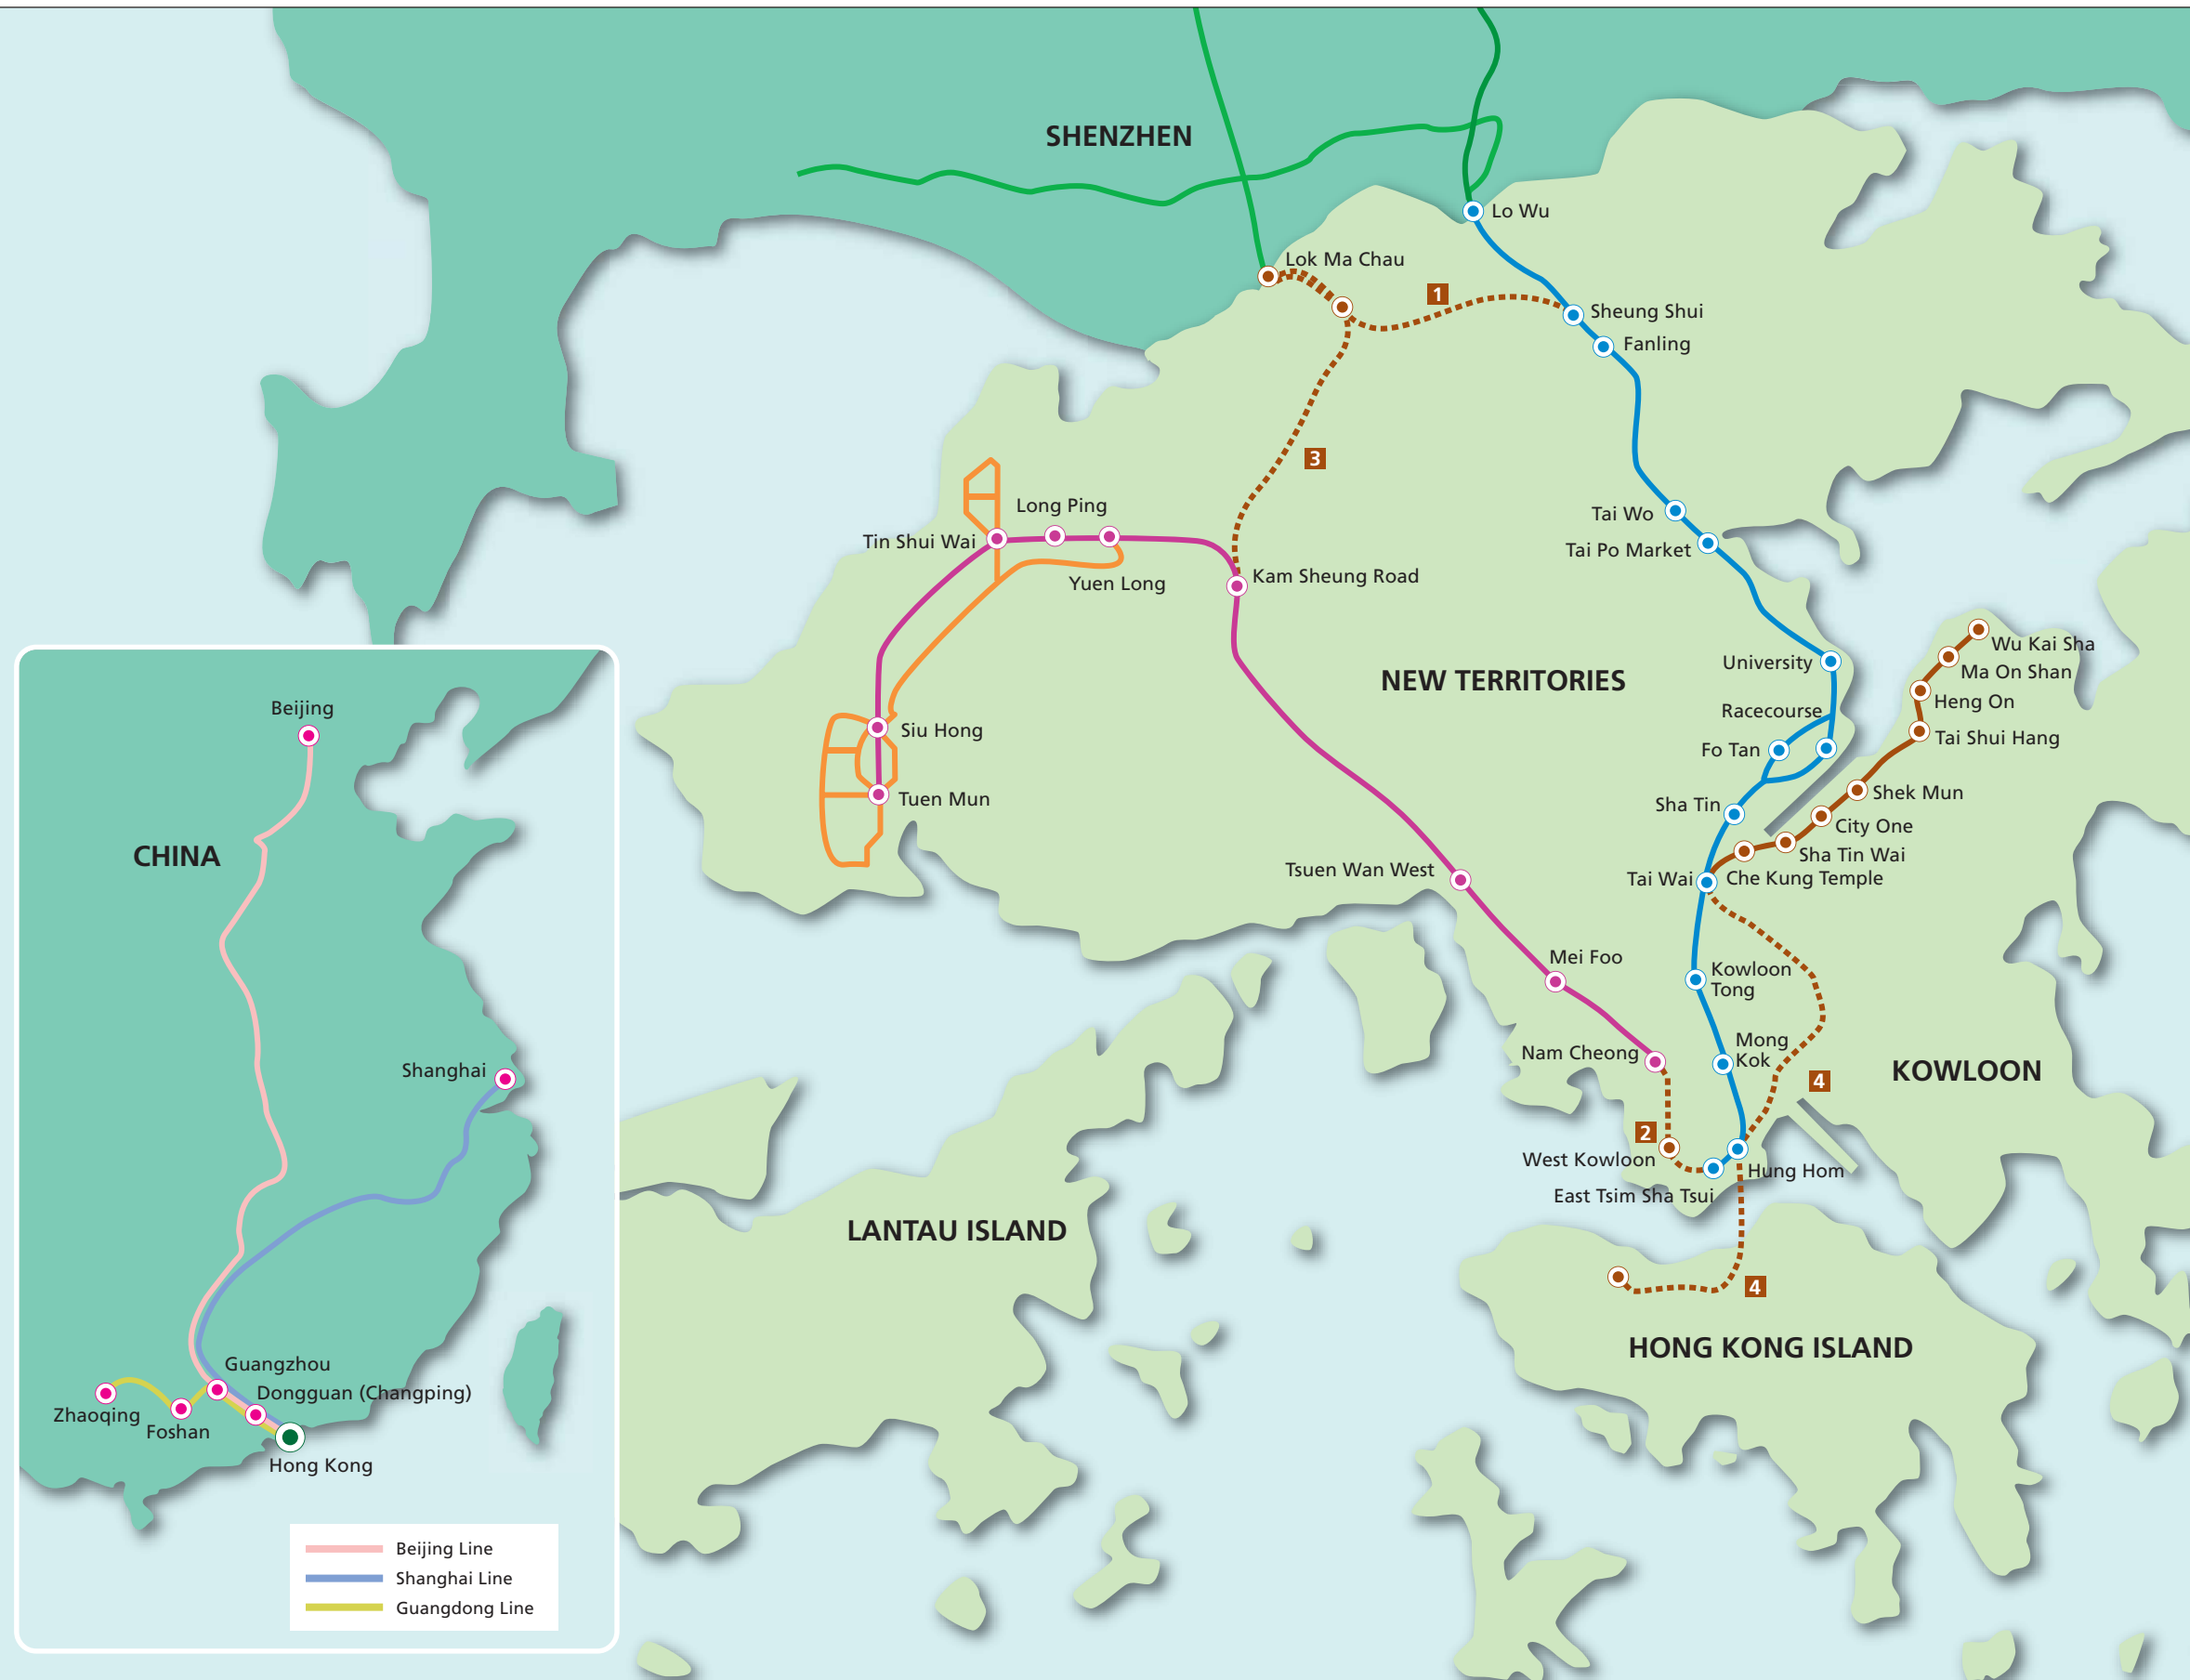 SHENZHEN
Lo Wu
Lok Ma Chau
1
Sheung Shui
Fanling
3
Long Ping
Tin Shui Wai
Tai Wo
Tai Po Market
Yuen Long
Kam Sheung Road
NEW TERRITORIES
University
Wu Kai Sha
Ma On Shan
Heng On
Racecourse
Tai Shui Hang
Fo Tan
Siu Hong
Tuen Mun
Shek Mun
Sha Tin
City One
Sha Tin Wai
Tsuen Wan West
Tai Wai
Che Kung Temple
Mei Foo
Kowloon
Tong
Nam Cheong
Mong
Kok
KOWLOON
4
2
West Kowloon
Hung Hom
East Tsim Sha Tsui
LANTAU ISLAND
4
HONG KONG ISLAND
Beijing
CHINA
Shanghai
Guangzhou
Dongguan (Changping)
Zhaoqing
Foshan
Hong Kong
Beijing Line
Shanghai Line
Guangdong Line